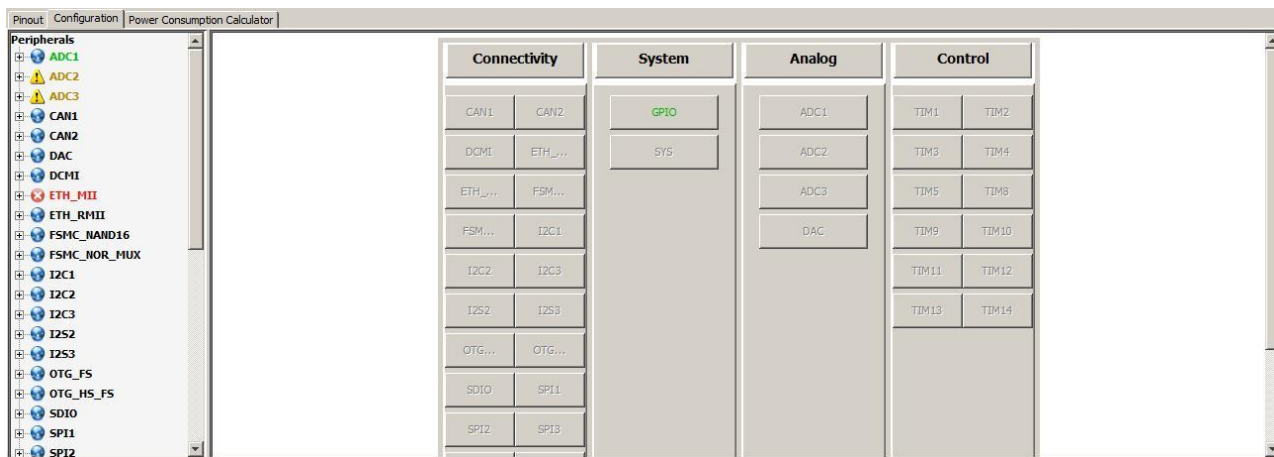 Pinout Configuration Power Consumption Calculator
Peripherals
ADC1
ADC2
ADC3
CAN1
CAN2
DAC
DCMI
ETH_MII
ETH_RMII
FSMC_NAND16
FSMC_NOR_MUX
I2C1
I2C2
I2C3
I2S2
I2S3
OTG_FS
OTG_HS_FS
SDIO
SPI1
SPI2
Connectivity System Analog Control
CAN1 CAN2 GPIO ADC1 TIM1 TIM2
DCMI ETH_... SYS ADC2 TIM3 TIM4
ETH_... FSM... ADC3 TIM5 TIM8
FSM... I2C1 DAC TIM9 TIM10
I2C2 I2C3 TIM11 TIM12
I2S2 I2S3 TIM13 TIM14
OTG... OTG...
SDIO SPI1
SPI2 SPI3